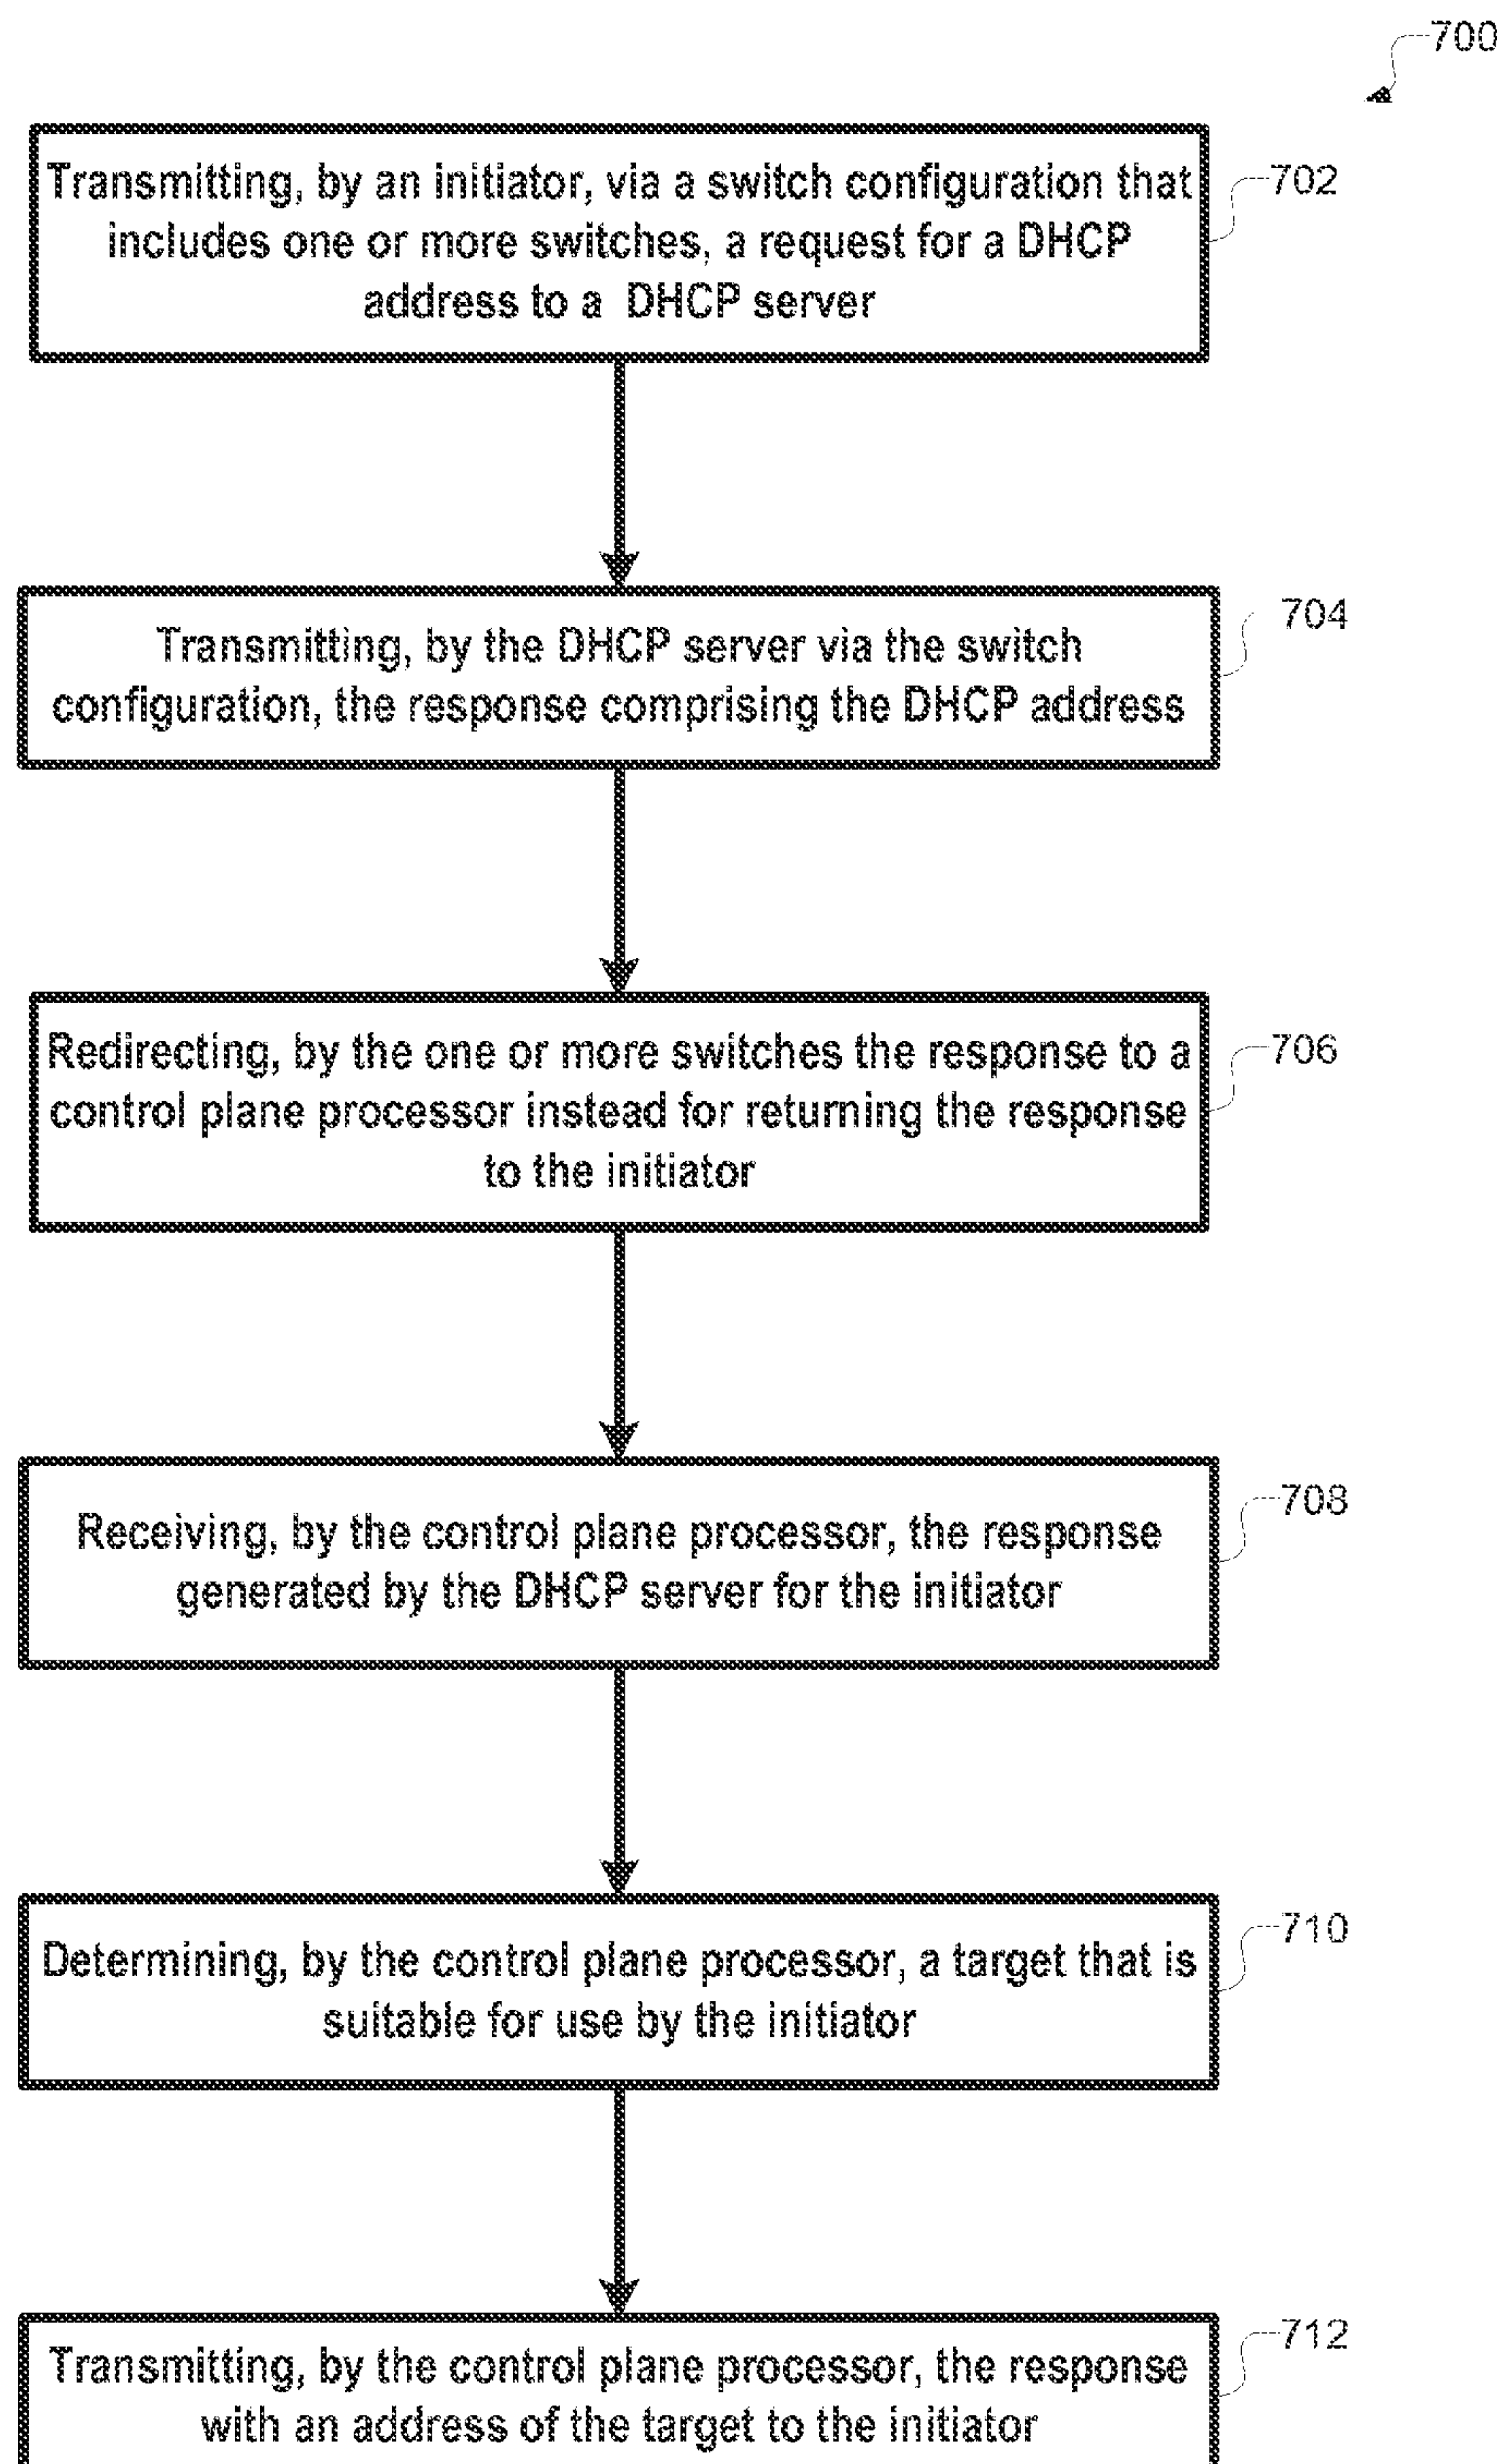 700
Transmitting, by an initiator, via a switch configuration that
includes one or more switches, a request for a DHCP
address to a DHCP server
702
Transmitting, by the DHCP server via the switch
configuration, the response comprising the DHCP address
704
Redirecting, by the one or more switches the response to a
control plane processor instead for returning the response
to the initiator
706
Receiving, by the control plane processor, the response
generated by the DHCP server for the initiator
708
Determining, by the control plane processor, a target that is
suitable for use by the initiator
710
Transmitting, by the control plane processor, the response
with an address of the target to the initiator
712